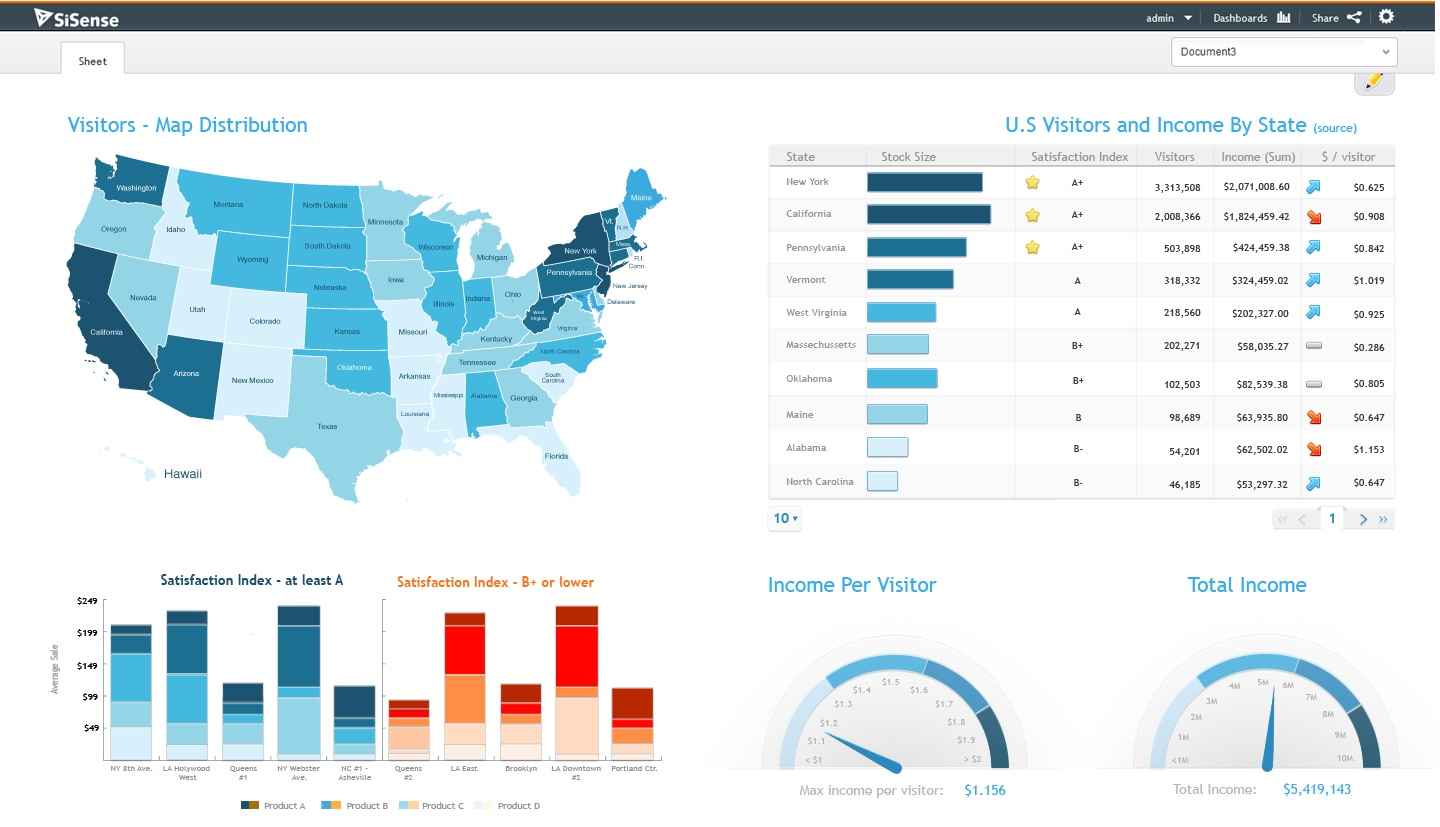 SiSense
admin
Dashboards
Share
Sheet
Document3
Visitors - Map Distribution
Washington
Montana
North Dakota
Minnesota
Maine
Oregon
Idaho
Wyoming
South Dakota
Wisconsin
Michigan
Vt.
N.H.
New York
Mass
R.I.
Conn.
Nevada
Utah
Colorado
Nebraska
Iowa
Illinois
Indiana
Ohio
Pennsylvania
New Jersey
Delaware
West Virginia
Virginia
California
Kansas
Missouri
Kentucky
North Carolina
Arizona
New Mexico
Oklahoma
Arkansas
Tennessee
South Carolina
Texas
Louisiana
Mississippi
Alabama
Georgia
Florida
Hawaii
U.S Visitors and Income By State (source)
State Stock Size Satisfaction Index Visitors Income (Sum) $ / visitor
New York A+ 3,313,508 $2,071,008.60 $0.625
California A+ 2,008,366 $1,824,459.42 $0.908
Pennsylvania A+ 503,898 $424,459.38 $0.842
Vermont A 318,332 $324,459.02 $1.019
West Virginia A 218,560 $202,327.00 $0.925
Massechussetts B+ 202,271 $58,035.27 $0.286
Oklahoma B+ 102,503 $82,539.38 $0.805
Maine B 98,689 $63,935.80 $0.647
Alabama B- 54,201 $62,502.02 $1.153
North Carolina B- 46,185 $53,297.32 $0.647
10
1
Satisfaction Index - at least A
Satisfaction Index - B+ or lower
Average Sale
$249
$199
$149
$99
$49
NY 8th Ave.
LA Holywood
West
Queens
#1
NY Webster
Ave.
NC #1 -
Asheville
Queens
#2
LA East
Brooklyn
LA Downtown
#2
Portland Ctr.
Product A
Product B
Product C
Product D
Income Per Visitor
< $1
$1.1
$1.2
$1.3
$1.4
$1.5
$1.6
$1.7
$1.8
$1.9
> $2
Max income per visitor: $1.156
Total Income
<1M
1M
2M
3M
4M
5M
6M
7M
8M
9M
10M
Total Income: $5,419,143